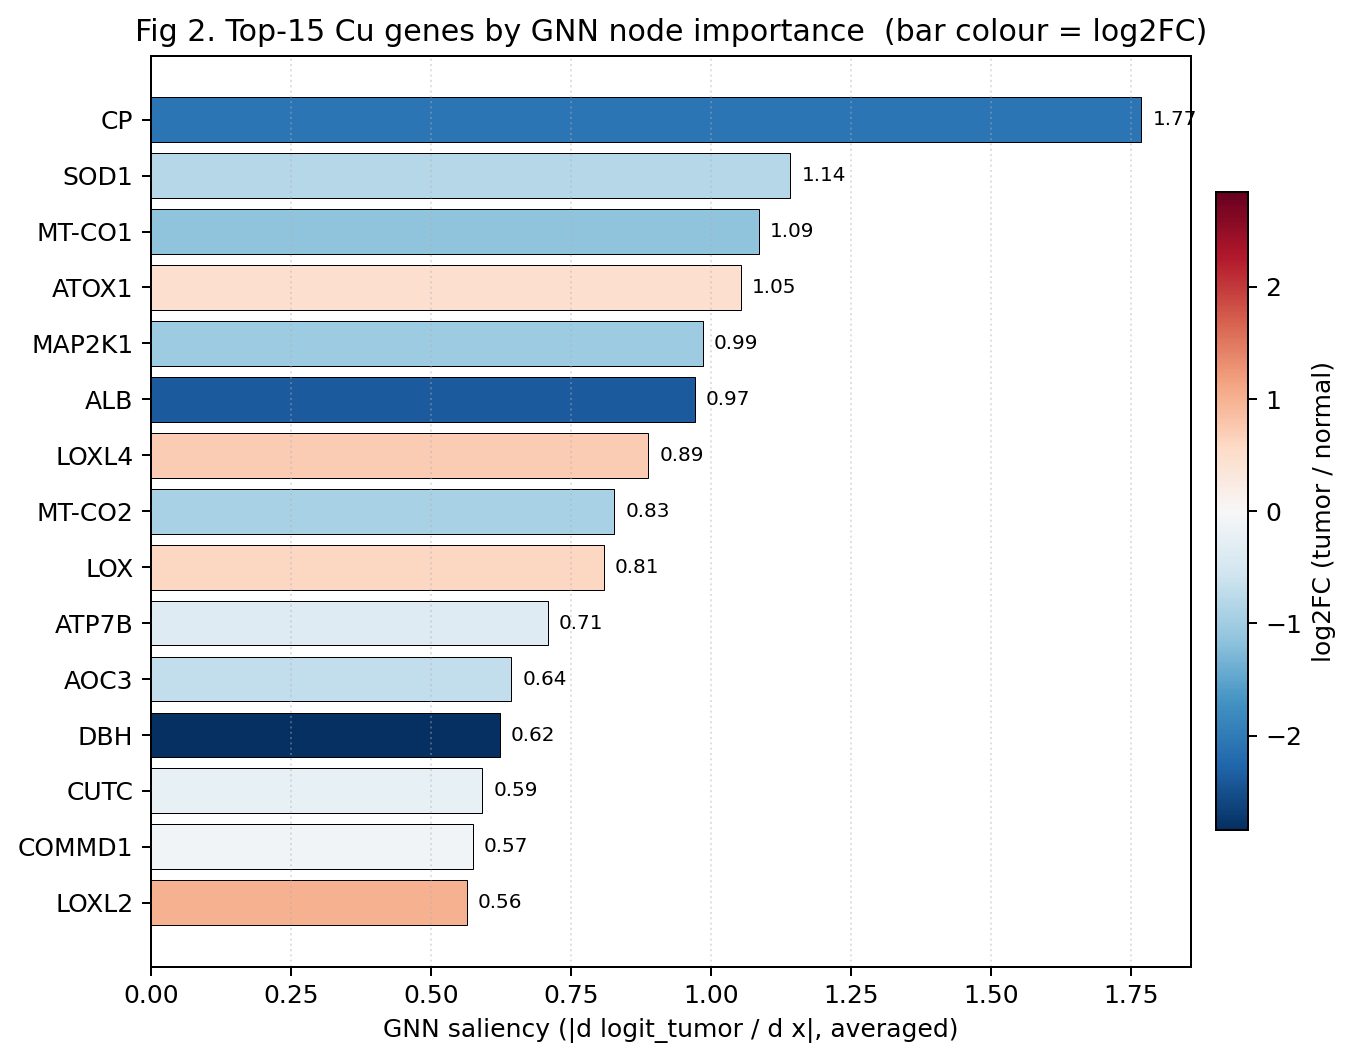 Fig 2. Top-15 Cu genes by GNN node importance  (bar colour = log2FC)
CP 1.77
SOD1 1.14
MT-CO1 1.09
ATOX1 1.05
MAP2K1 0.99
ALB 0.97
LOXL4 0.89
MT-CO2 0.83
LOX 0.81
ATP7B 0.71
AOC3 0.64
DBH 0.62
CUTC 0.59
COMMD1 0.57
LOXL2 0.56
0.00 0.25 0.50 0.75 1.00 1.25 1.50 1.75
GNN saliency (|d logit_tumor / d x|, averaged)
2
1
0
−1
−2
log2FC (tumor / normal)